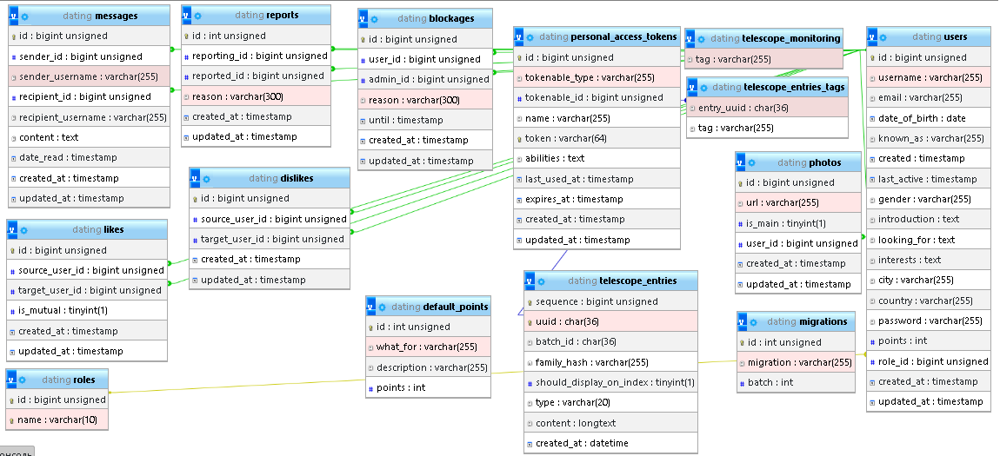 dating messages
id : bigint unsigned
sender_id : bigint unsigned
sender_username : varchar(255)
recipient_id : bigint unsigned
recipient_username : varchar(255)
content : text
date_read : timestamp
created_at : timestamp
updated_at : timestamp
dating reports
id : int unsigned
reporting_id : bigint unsigned
reported_id : bigint unsigned
reason : varchar(300)
created_at : timestamp
updated_at : timestamp
dating blockages
id : bigint unsigned
user_id : bigint unsigned
admin_id : bigint unsigned
reason : varchar(300)
until : timestamp
created_at : timestamp
updated_at : timestamp
dating personal_access_tokens
id : bigint unsigned
tokenable_type : varchar(255)
tokenable_id : bigint unsigned
name : varchar(255)
token : varchar(64)
abilities : text
last_used_at : timestamp
expires_at : timestamp
created_at : timestamp
updated_at : timestamp
dating telescope_monitoring
tag : varchar(255)
dating telescope_entries_tags
entry_uuid : char(36)
tag : varchar(255)
dating users
id : bigint unsigned
username : varchar(255)
email : varchar(255)
date_of_birth : date
known_as : varchar(255)
created : timestamp
last_active : timestamp
gender : varchar(255)
introduction : text
looking_for : text
interests : text
city : varchar(255)
country : varchar(255)
password : varchar(255)
points : int
role_id : bigint unsigned
created_at : timestamp
updated_at : timestamp
dating photos
id : bigint unsigned
url : varchar(255)
is_main : tinyint(1)
user_id : bigint unsigned
created_at : timestamp
updated_at : timestamp
dating dislikes
id : bigint unsigned
source_user_id : bigint unsigned
target_user_id : bigint unsigned
created_at : timestamp
updated_at : timestamp
dating likes
id : bigint unsigned
source_user_id : bigint unsigned
target_user_id : bigint unsigned
is_mutual : tinyint(1)
created_at : timestamp
updated_at : timestamp
dating default_points
id : int unsigned
what_for : varchar(255)
description : varchar(255)
points : int
dating telescope_entries
sequence : bigint unsigned
uuid : char(36)
batch_id : char(36)
family_hash : varchar(255)
should_display_on_index : tinyint(1)
type : varchar(20)
content : longtext
created_at : datetime
dating migrations
id : int unsigned
migration : varchar(255)
batch : int
dating roles
id : bigint unsigned
name : varchar(10)